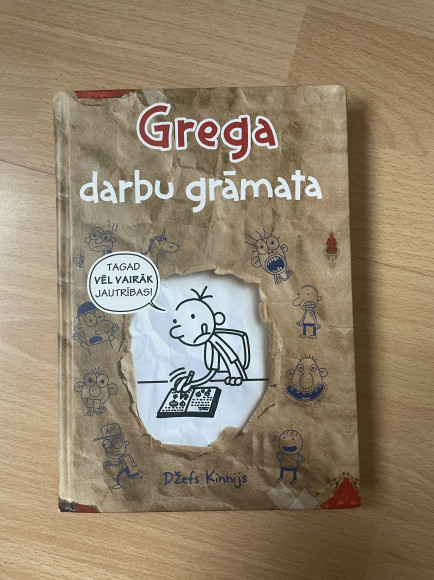 Grega
darbu grāmata
TAGAD
VĒL VAIRĀK
JAUTRĪBAS!
Džefs Kinnijs